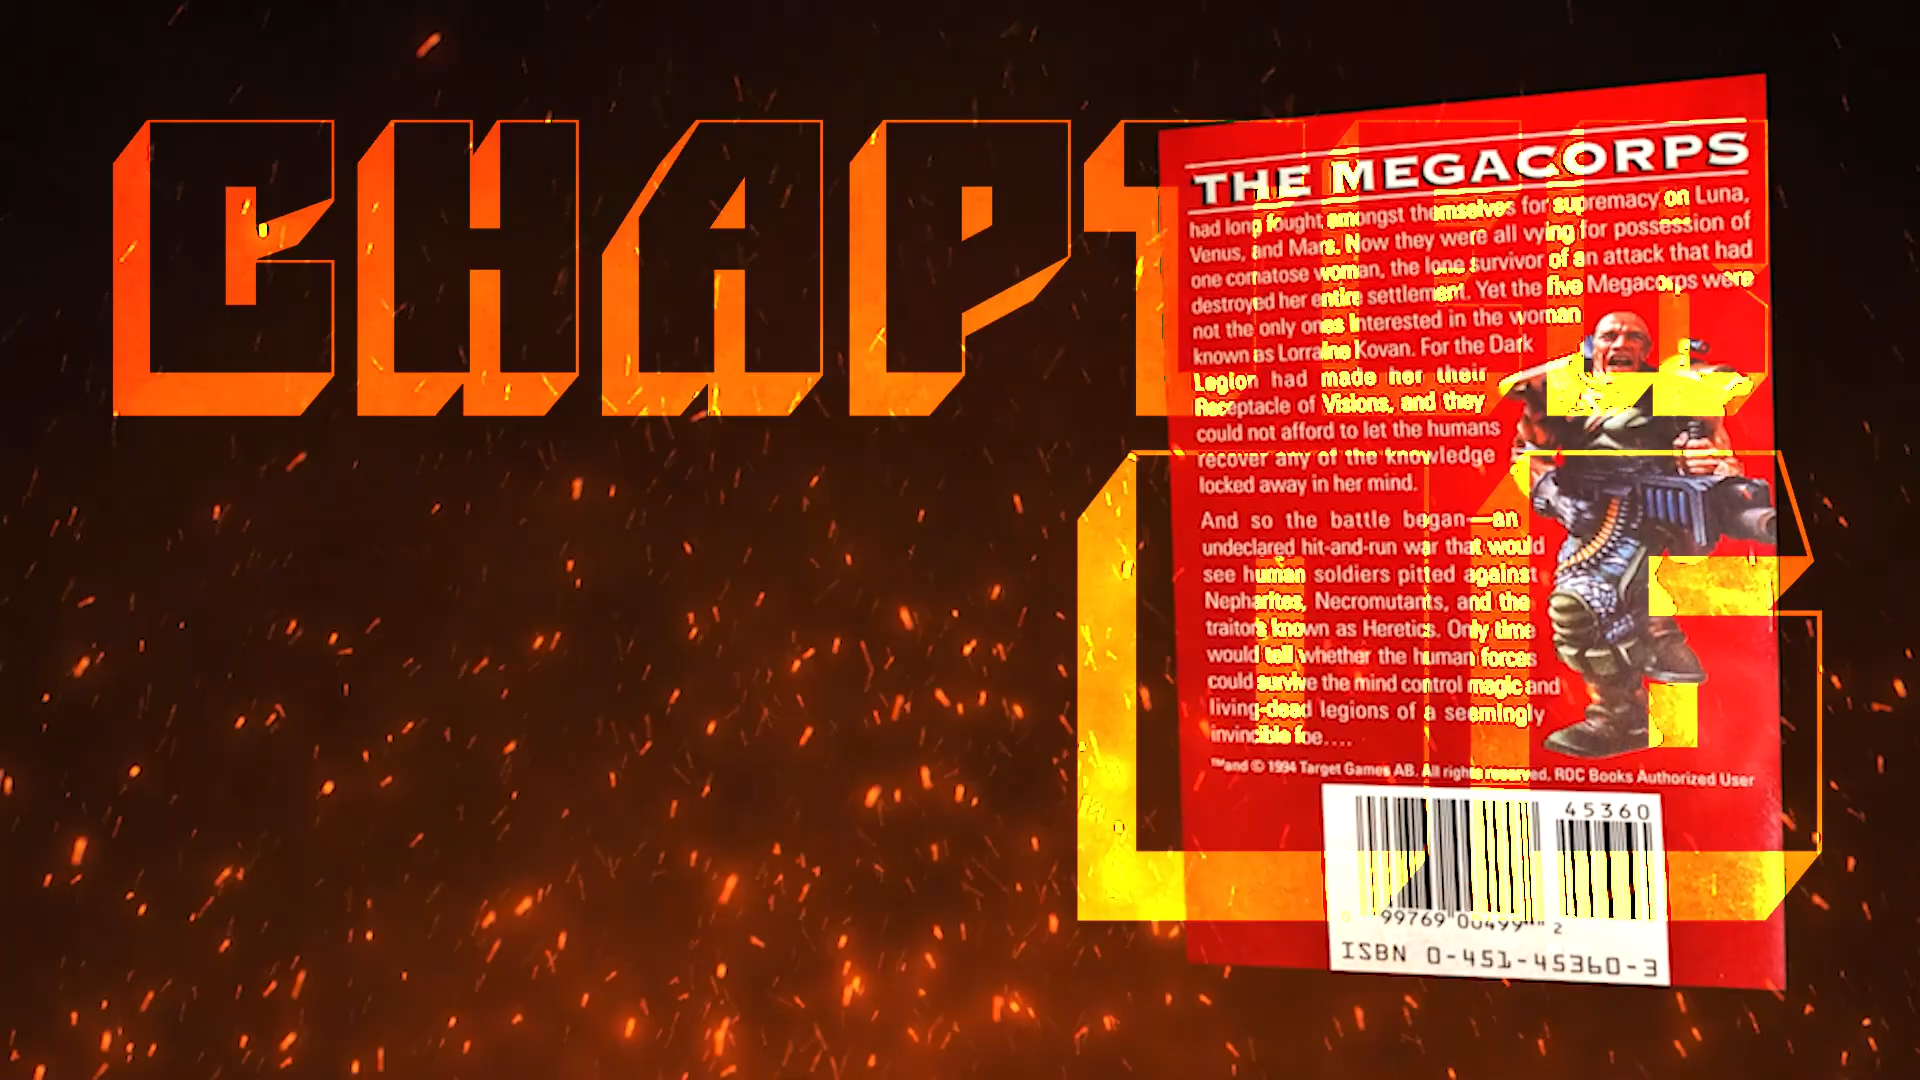 CHAPTER
THE MEGACORPS
had long fought amongst themselves for supremacy on Luna,
Venus, and Mars. Now they were all vying for possession of
one comatose woman, the lone survivor of an attack that had
destroyed her entire settlement. Yet the five Megacorps were
not the only ones interested in the woman
known as Lorraine Kovan. For the Dark
Legion had made her their
Receptacle of Visions, and they
could not afford to let the humans
recover any of the knowledge
locked away in her mind.
And so the battle began—an
undeclared hit-and-run war that would
see human soldiers pitted against
Nepharites, Necromutants, and the
traitors known as Heretics. Only time
would tell whether the human forces
could survive the mind control magic and
living-dead legions of a seemingly
invincible foe....
™and © 1994 Target Games AB. All rights reserved. ROC Books Authorized User
45360
99769 00499 2
ISBN 0-451-45360-3